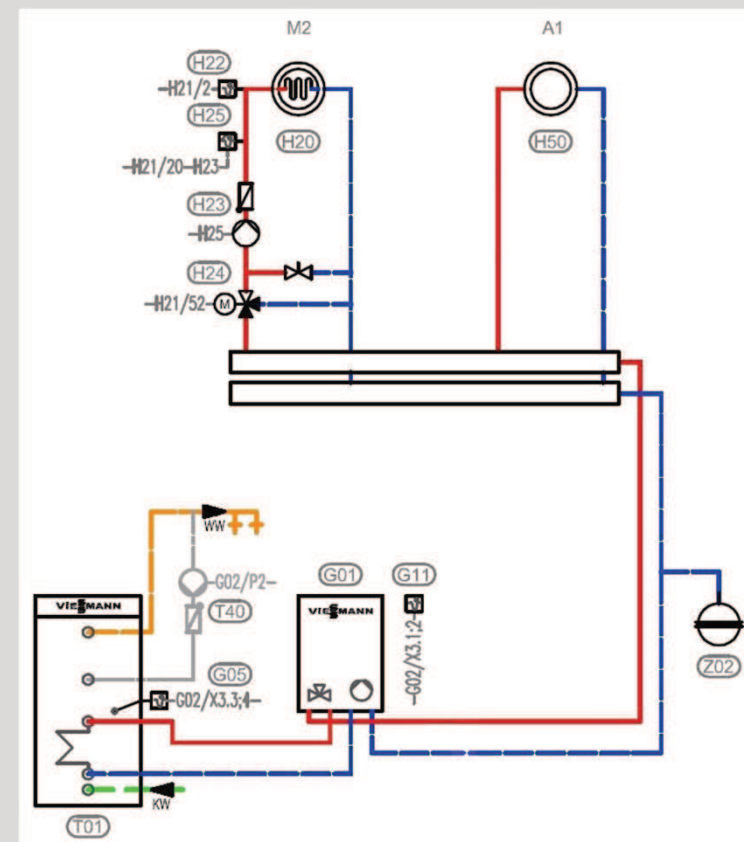 M2
A1
H22
H21/2
H25
H20
H50
H21/20
H23
H23
H25
H24
H21/52
M
WW
G02/P2
G01
G11
VIESMANN
T40
VIESMANN
G05
G02/X3.1;2
Z02
G02/X3.3;4
KW
T01